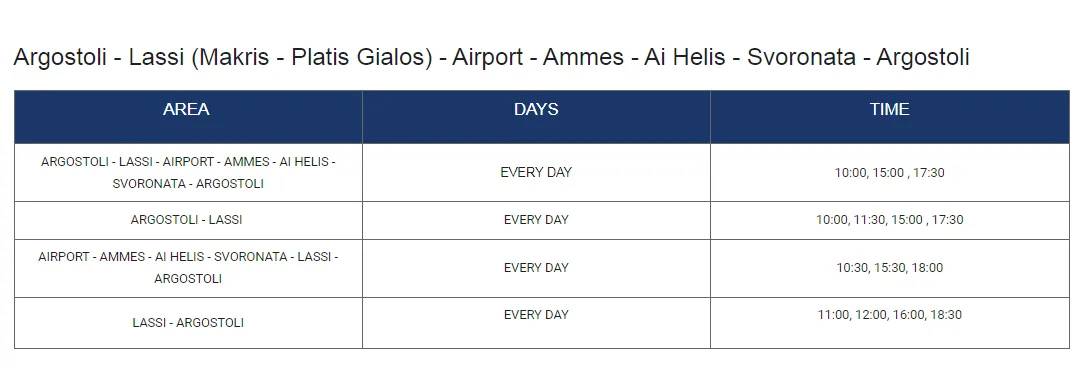 Argostoli - Lassi (Makris - Platis Gialos) - Airport - Ammes - Ai Helis - Svoronata - Argostoli
AREA DAYS TIME
ARGOSTOLI - LASSI - AIRPORT - AMMES - AI HELIS -
SVORONATA - ARGOSTOLI
EVERY DAY
10:00, 15:00 , 17:30
ARGOSTOLI - LASSI
EVERY DAY
10:00, 11:30, 15:00 , 17:30
AIRPORT - AMMES - AI HELIS - SVORONATA - LASSI -
ARGOSTOLI
EVERY DAY
10:30, 15:30, 18:00
LASSI - ARGOSTOLI
EVERY DAY
11:00, 12:00, 16:00, 18:30